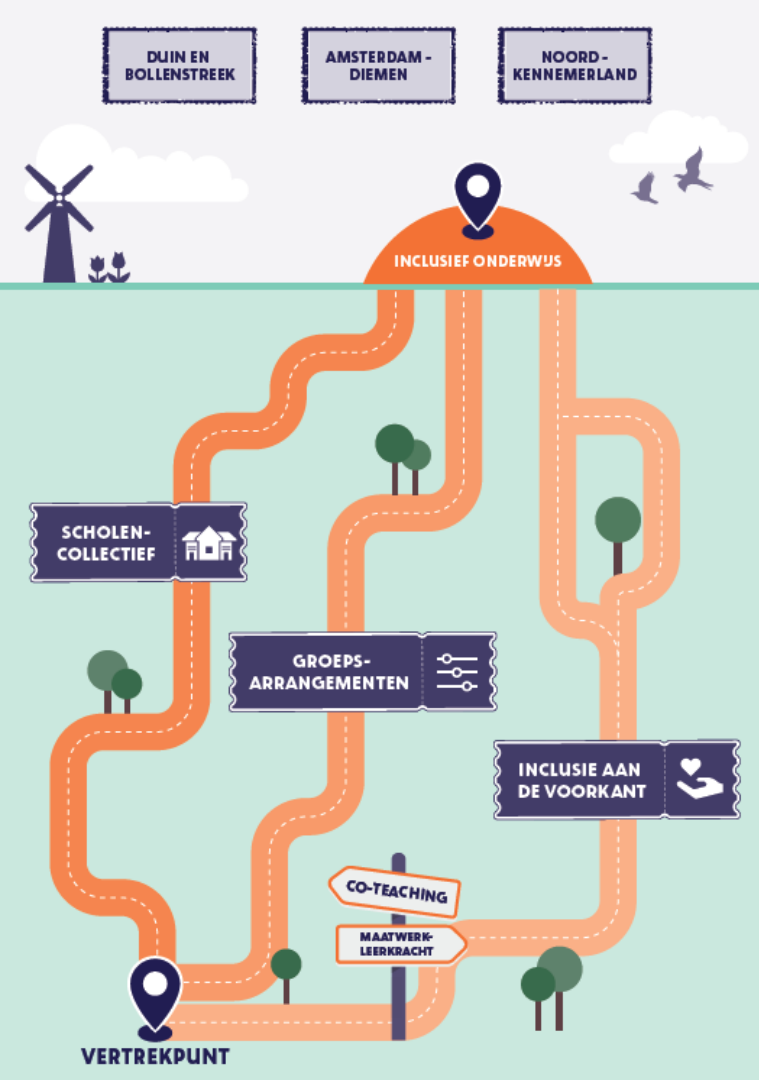 DUIN EN
BOLLENSTREEK
AMSTERDAM -
DIEMEN
NOORD -
KENNEMERLAND
INCLUSIEF ONDERWIJS
SCHOLEN-
COLLECTIEF
GROEPS-
ARRANGEMENTEN
INCLUSIE AAN
DE VOORKANT
CO-TEACHING
MAATWERK-
LEERKRACHT
VERTREKPUNT